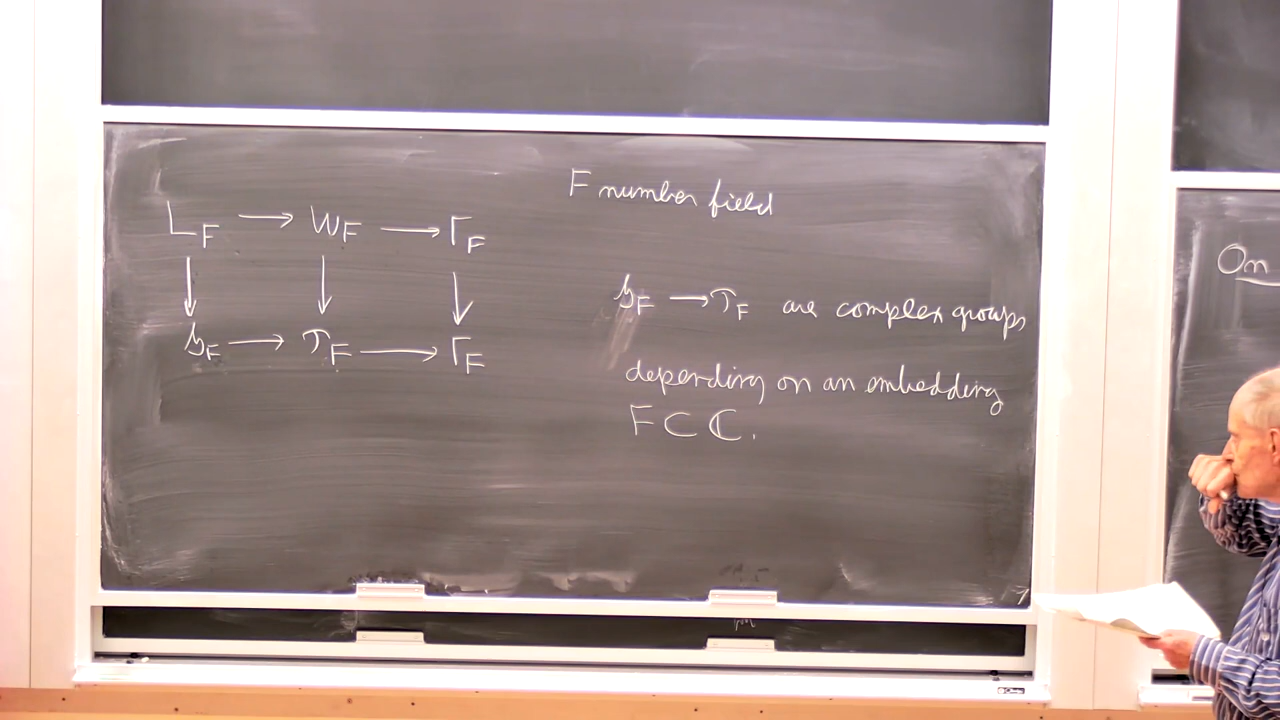 F number field
L_F → W_F → Γ_F
↓ ↓ ↓
𝒢_F → 𝒯_F → Γ_F
𝒢_F → 𝒯_F are complex groups
depending on an embedding
F ⊂ ℂ.
On